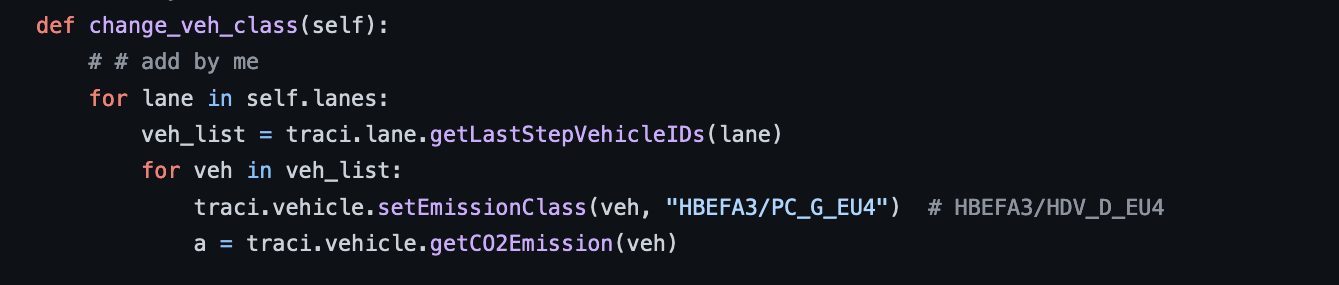 def change_veh_class(self):
    # # add by me
    for lane in self.lanes:
        veh_list = traci.lane.getLastStepVehicleIDs(lane)
        for veh in veh_list:
            traci.vehicle.setEmissionClass(veh, "HBEFA3/PC_G_EU4")  # HBEFA3/HDV_D_EU4
            a = traci.vehicle.getCO2Emission(veh)